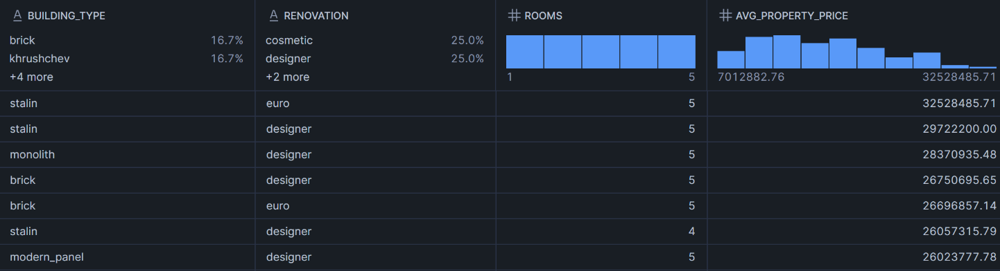 BUILDING_TYPE RENOVATION ROOMS AVG_PROPERTY_PRICE
brick 16.7% cosmetic 25.0%
khrushchev 16.7% designer 25.0%
+4 more +2 more 1 5 7012882.76 32528485.71
stalin euro 5 32528485.71
stalin designer 5 29722200.00
monolith designer 5 28370935.48
brick designer 5 26750695.65
brick euro 5 26696857.14
stalin designer 4 26057315.79
modern_panel designer 5 26023777.78